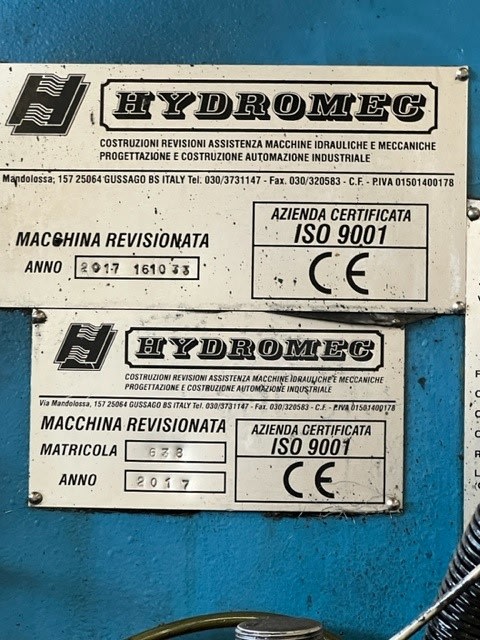 HYDROMEC
COSTRUZIONI REVISIONI ASSISTENZA MACCHINE IDRAULICHE E MECCANICHE
PROGETTAZIONE E COSTRUZIONE AUTOMAZIONE INDUSTRIALE
Mandolossa, 157 25064 GUSSAGO BS ITALY Tel. 030/3731147 - Fax. 030/320583 - C.F. - P.IVA 01501400178
MACCHINA REVISIONATA
ANNO 2017 161033
AZIENDA CERTIFICATA
ISO 9001
CE
HYDROMEC
COSTRUZIONI REVISIONI ASSISTENZA MACCHINE IDRAULICHE E MECCANICHE
PROGETTAZIONE E COSTRUZIONE AUTOMAZIONE INDUSTRIALE
Via Mandolossa, 157 25064 GUSSAGO BS ITALY Tel. 030/3731147 - Fax. 030/320583 - C.F. - P.IVA 01501400178
MACCHINA REVISIONATA
MATRICOLA 638
ANNO 2017
AZIENDA CERTIFICATA
ISO 9001
CE